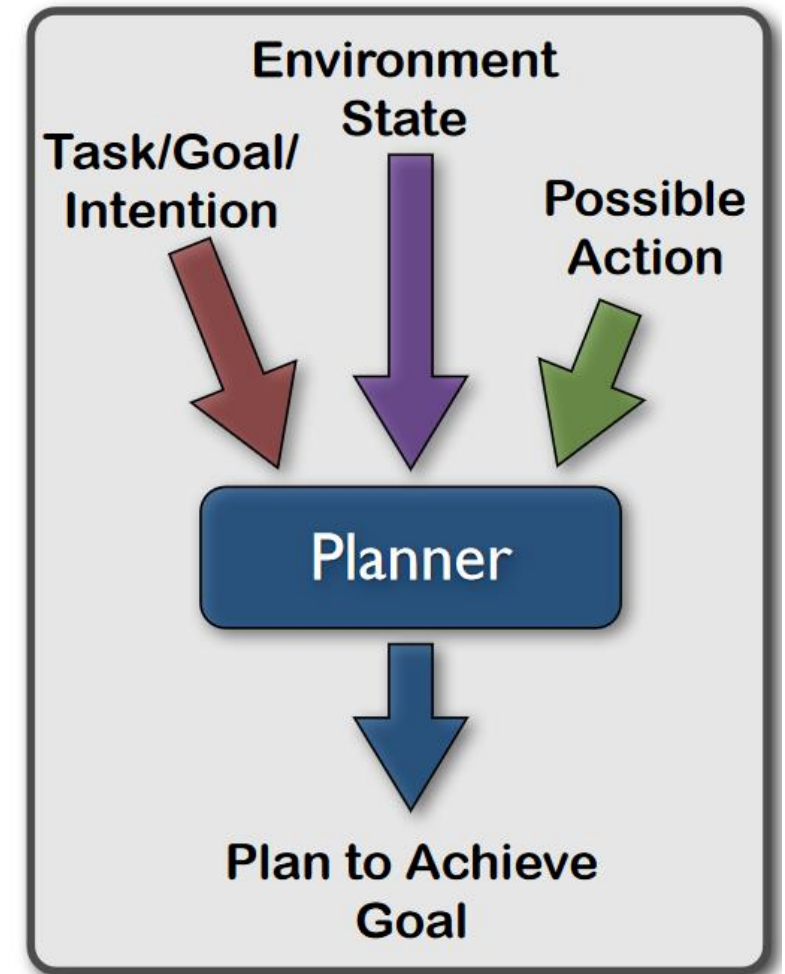 Environment
State
Task/Goal/
Intention
Possible
Action
Planner
Plan to Achieve
Goal